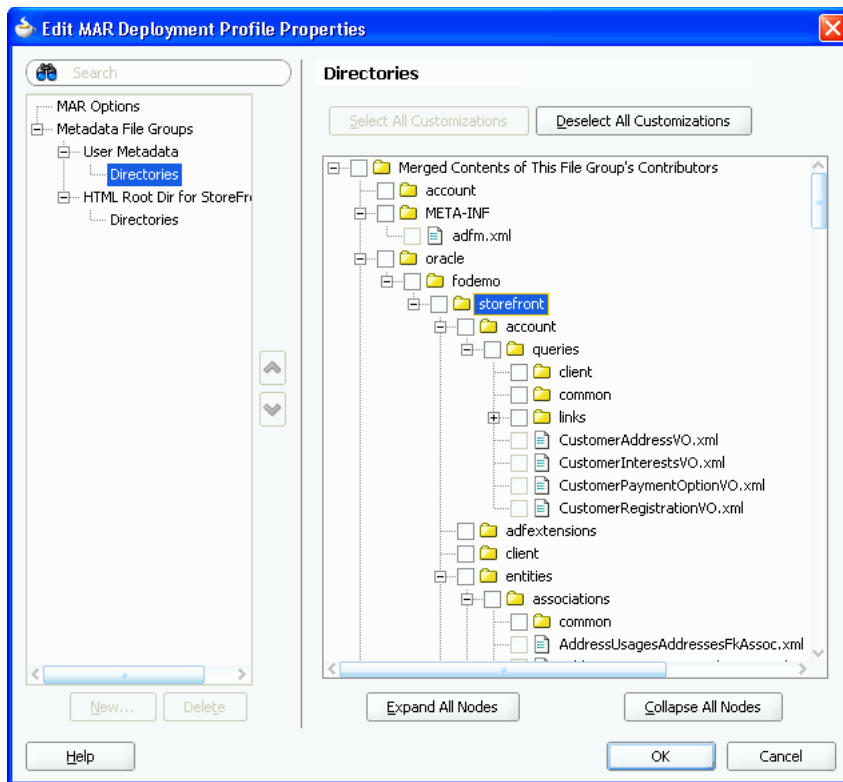 Edit MAR Deployment Profile Properties
Search
MAR Options
Metadata File Groups
User Metadata
Directories
HTML Root Dir for StoreFr
Directories
New...
Delete
Directories
Select All Customizations
Deselect All Customizations
Merged Contents of This File Group's Contributors
account
META-INF
adfm.xml
oracle
fodemo
storefront
account
queries
client
common
links
CustomerAddressVO.xml
CustomerInterestsVO.xml
CustomerPaymentOptionVO.xml
CustomerRegistrationVO.xml
adfextensions
client
entities
associations
common
AddressUsagesAddressesFkAssoc.xml
Expand All Nodes
Collapse All Nodes
Help
OK
Cancel